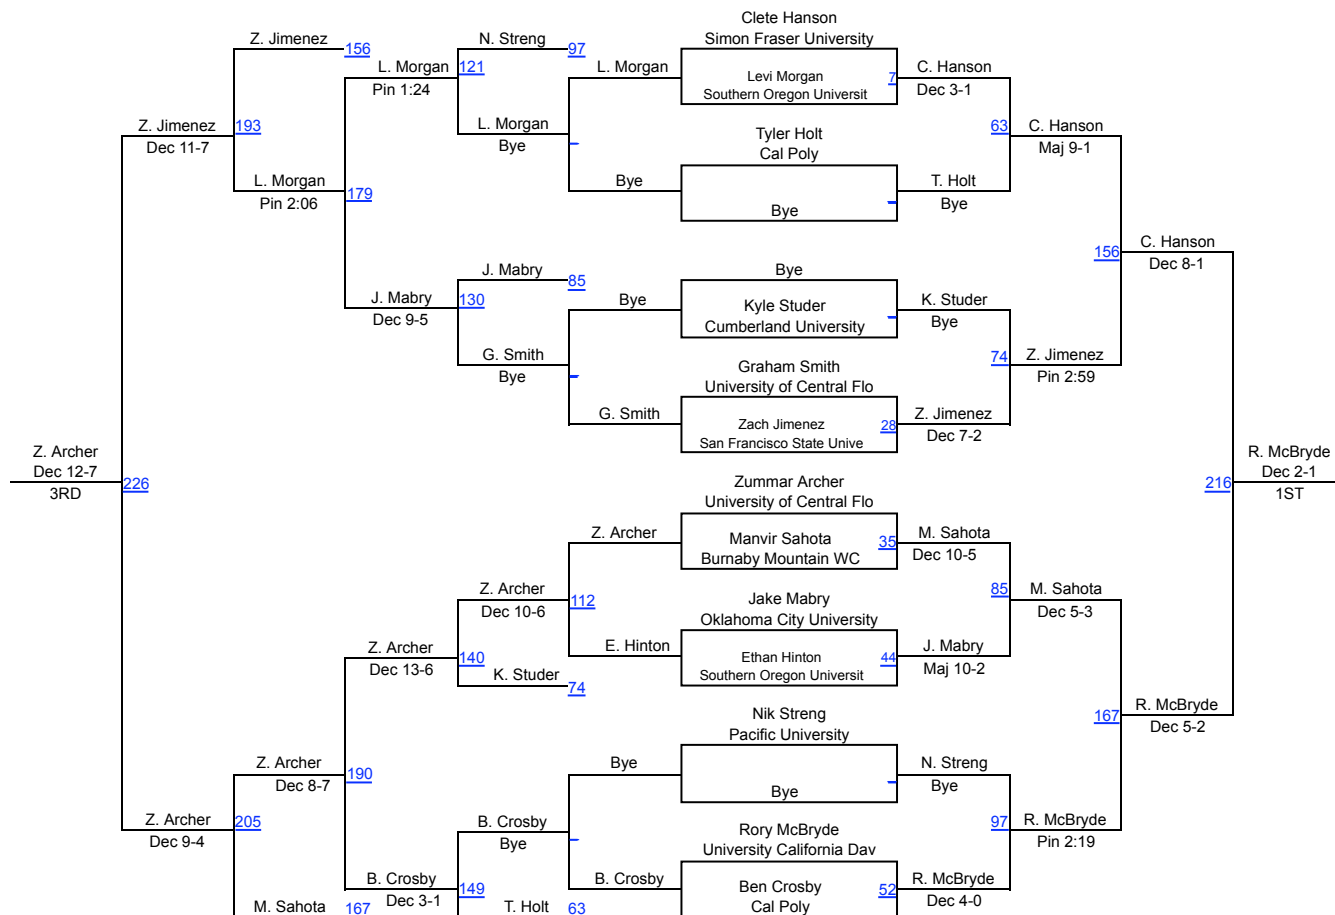 Clete Hanson
Z. Jimenez
156
N. Streng
97
Simon Fraser University
L. Morgan
121
L. Morgan
Levi Morgan
7
C. Hanson
Pin 1:24
Southern Oregon Universit
Dec 3-1
Z. Jimenez
193
L. Morgan
Tyler Holt
63
C. Hanson
Dec 11-7
Bye
Cal Poly
Maj 9-1
L. Morgan
179
Bye
T. Holt
Pin 2:06
Bye
Bye
J. Mabry
85
Bye
156
C. Hanson
Dec 8-1
J. Mabry
130
Bye
Kyle Studer
K. Studer
Dec 9-5
Cumberland University
Bye
G. Smith
Graham Smith
74
Z. Jimenez
Bye
University of Central Flo
Pin 2:59
G. Smith
Zach Jimenez
28
Z. Jimenez
San Francisco State Unive
Dec 7-2
Z. Archer
R. McBryde
Dec 12-7
226
Zummar Archer
216
Dec 2-1
3RD
University of Central Flo
1ST
Z. Archer
Manvir Sahota
35
M. Sahota
Burnaby Mountain WC
Dec 10-5
Z. Archer
112
Jake Mabry
85
M. Sahota
Dec 10-6
Oklahoma City University
Dec 5-3
Z. Archer
140
E. Hinton
Ethan Hinton
44
J. Mabry
Dec 13-6
Southern Oregon Universit
Maj 10-2
K. Studer
74
Nik Streng
167
R. McBryde
Pacific University
Dec 5-2
Z. Archer
190
Bye
N. Streng
Dec 8-7
Bye
Bye
Z. Archer
205
B. Crosby
Rory McBryde
97
R. McBryde
Dec 9-4
Bye
University California Dav
Pin 2:19
B. Crosby
149
B. Crosby
Ben Crosby
52
R. McBryde
Dec 3-1
Cal Poly
Dec 4-0
M. Sahota
167
T. Holt
63